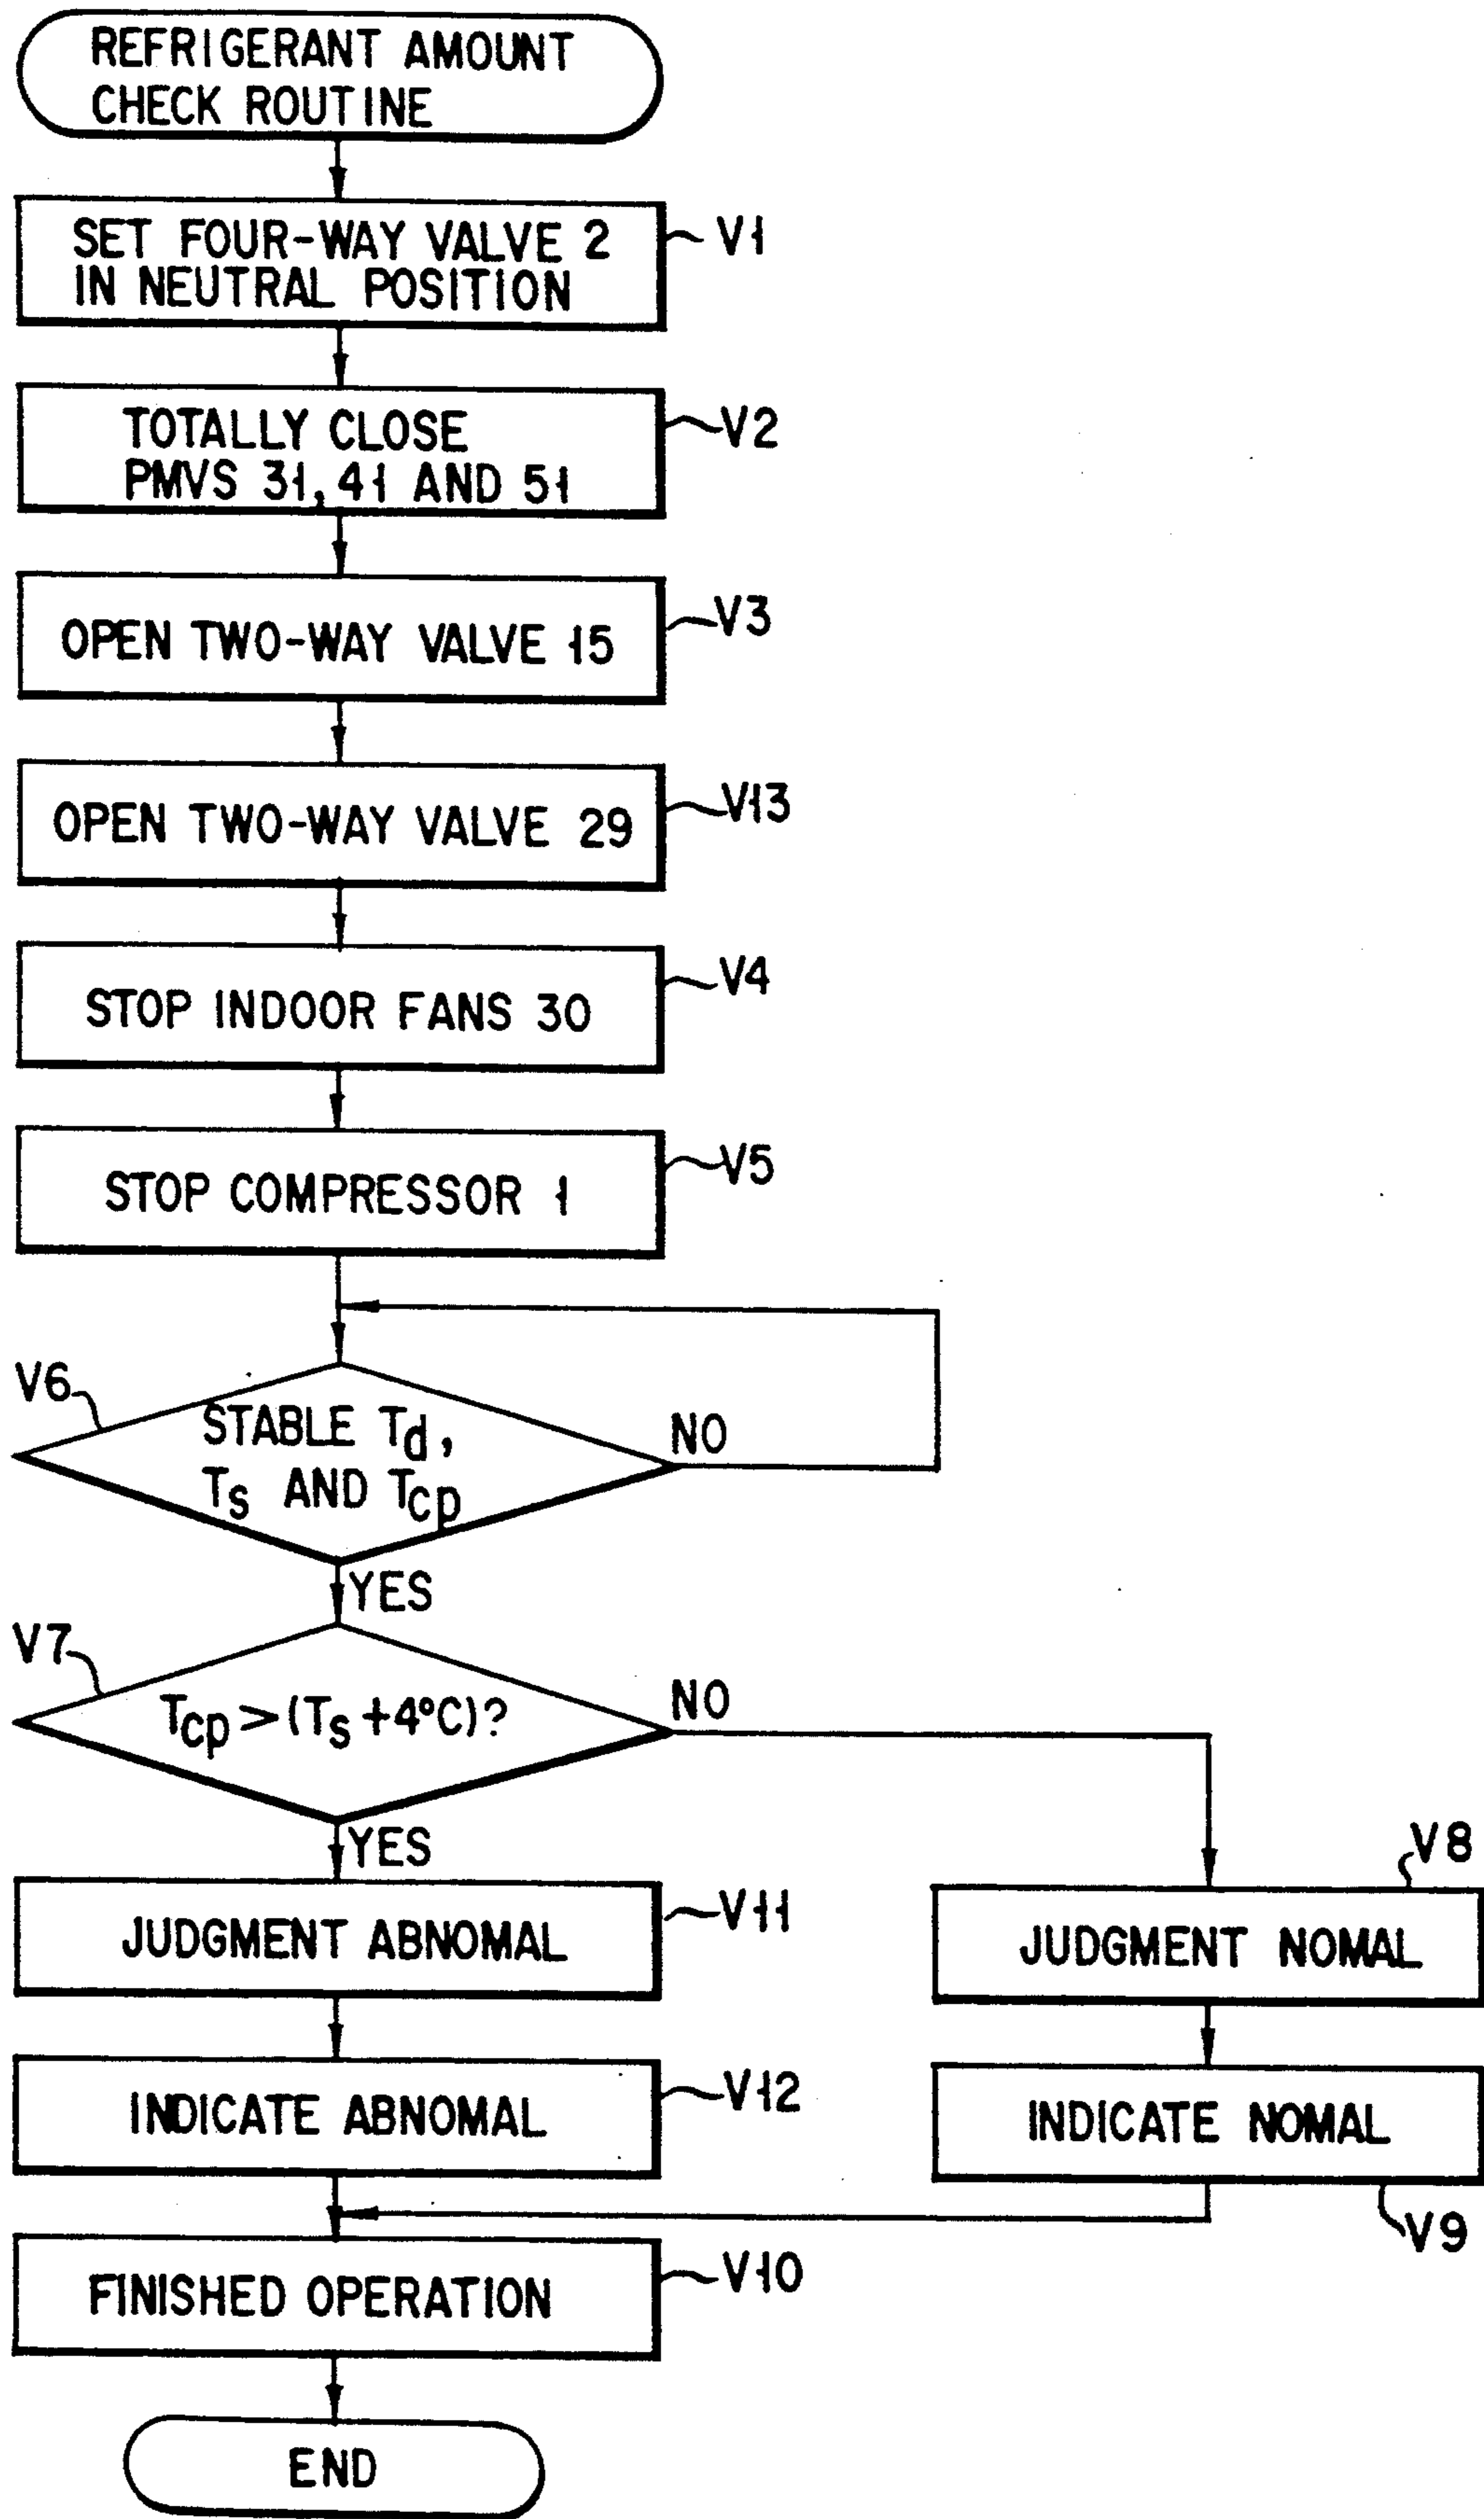 REFRIGERANT AMOUNT
CHECK ROUTINE
SET FOUR-WAY VALVE 2
IN NEUTRAL POSITION
V1
TOTALLY CLOSE
PMVS 31, 41 AND 51
V2
OPEN TWO-WAY VALVE 15
V3
OPEN TWO-WAY VALVE 29
V13
STOP INDOOR FANS 30
V4
STOP COMPRESSOR 1
V5
V6
STABLE Td,
Ts AND Tcp
NO
YES
V7
Tcp > (Ts +4°C)?
NO
YES
JUDGMENT ABNOMAL
V11
V8
JUDGMENT NOMAL
INDICATE ABNOMAL
V12
INDICATE NOMAL
V9
FINISHED OPERATION
V10
END